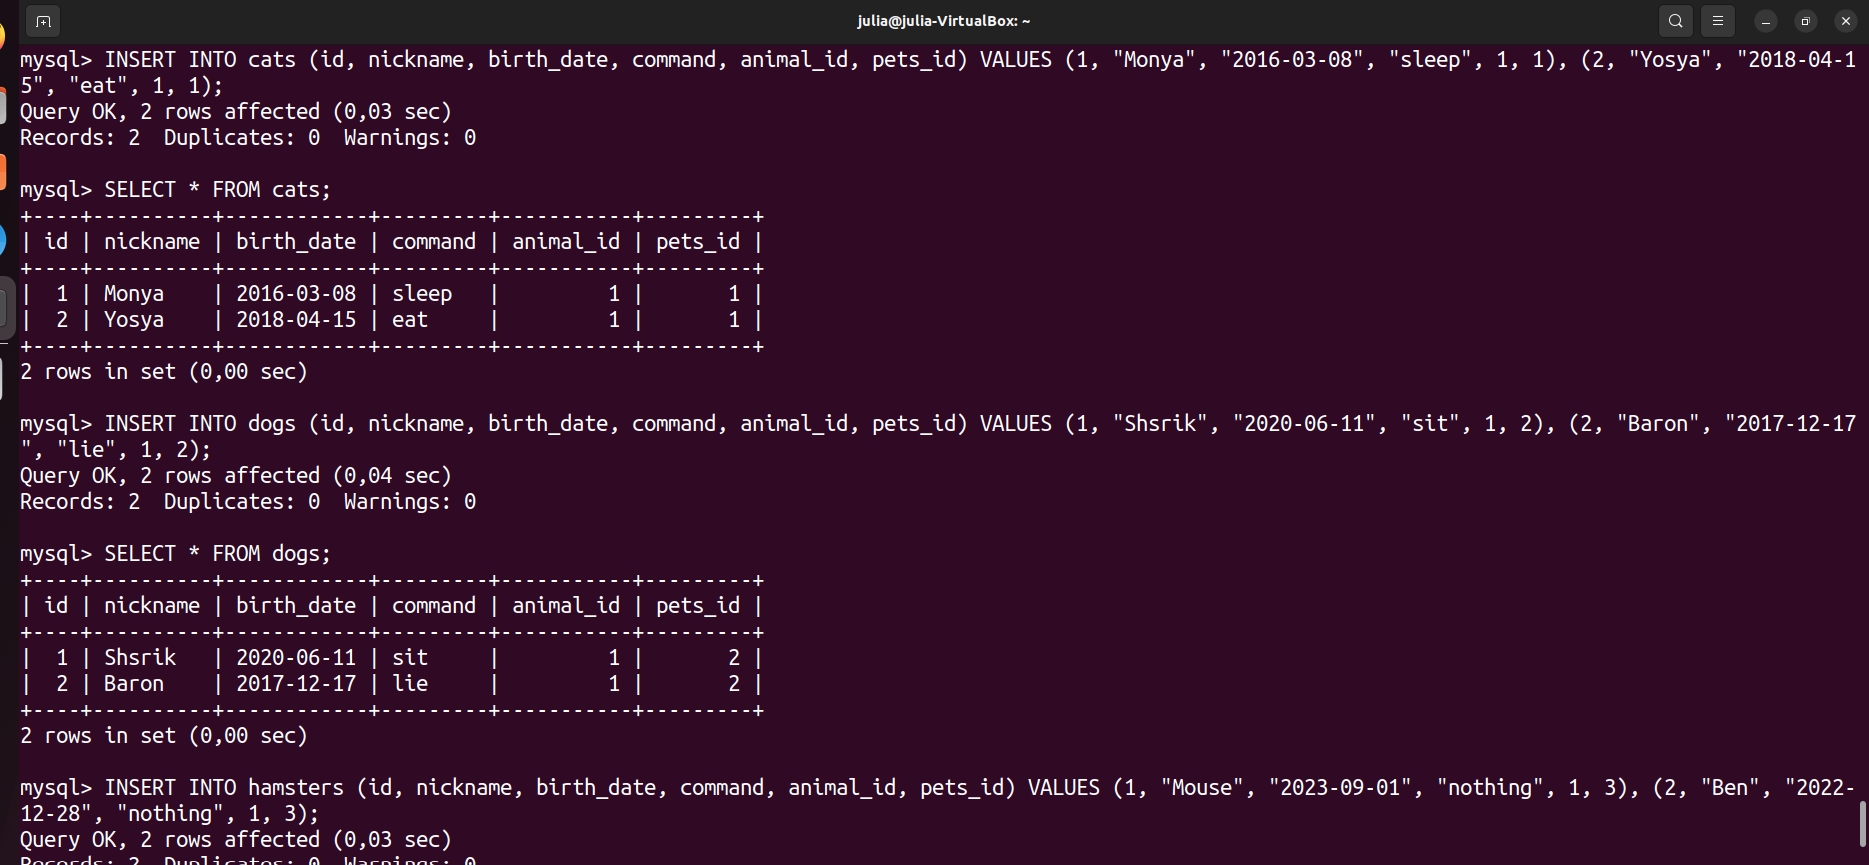 julia@julia-VirtualBox: ~
mysql> INSERT INTO cats (id, nickname, birth_date, command, animal_id, pets_id) VALUES (1, "Monya", "2016-03-08", "sleep", 1, 1), (2, "Yosya", "2018-04-1
5", "eat", 1, 1);
Query OK, 2 rows affected (0,03 sec)
Records: 2  Duplicates: 0  Warnings: 0
mysql> SELECT * FROM cats;
+----+----------+------------+---------+-----------+---------+
| id | nickname | birth_date | command | animal_id | pets_id |
+----+----------+------------+---------+-----------+---------+
|  1 | Monya    | 2016-03-08 | sleep   |         1 |       1 |
|  2 | Yosya    | 2018-04-15 | eat     |         1 |       1 |
+----+----------+------------+---------+-----------+---------+
2 rows in set (0,00 sec)
mysql> INSERT INTO dogs (id, nickname, birth_date, command, animal_id, pets_id) VALUES (1, "Shsrik", "2020-06-11", "sit", 1, 2), (2, "Baron", "2017-12-17
", "lie", 1, 2);
Query OK, 2 rows affected (0,04 sec)
Records: 2  Duplicates: 0  Warnings: 0
mysql> SELECT * FROM dogs;
+----+----------+------------+---------+-----------+---------+
| id | nickname | birth_date | command | animal_id | pets_id |
+----+----------+------------+---------+-----------+---------+
|  1 | Shsrik   | 2020-06-11 | sit     |         1 |       2 |
|  2 | Baron    | 2017-12-17 | lie     |         1 |       2 |
+----+----------+------------+---------+-----------+---------+
2 rows in set (0,00 sec)
mysql> INSERT INTO hamsters (id, nickname, birth_date, command, animal_id, pets_id) VALUES (1, "Mouse", "2023-09-01", "nothing", 1, 3), (2, "Ben", "2022-
12-28", "nothing", 1, 3);
Query OK, 2 rows affected (0,03 sec)
Records: 2  Duplicates: 0  Warnings: 0